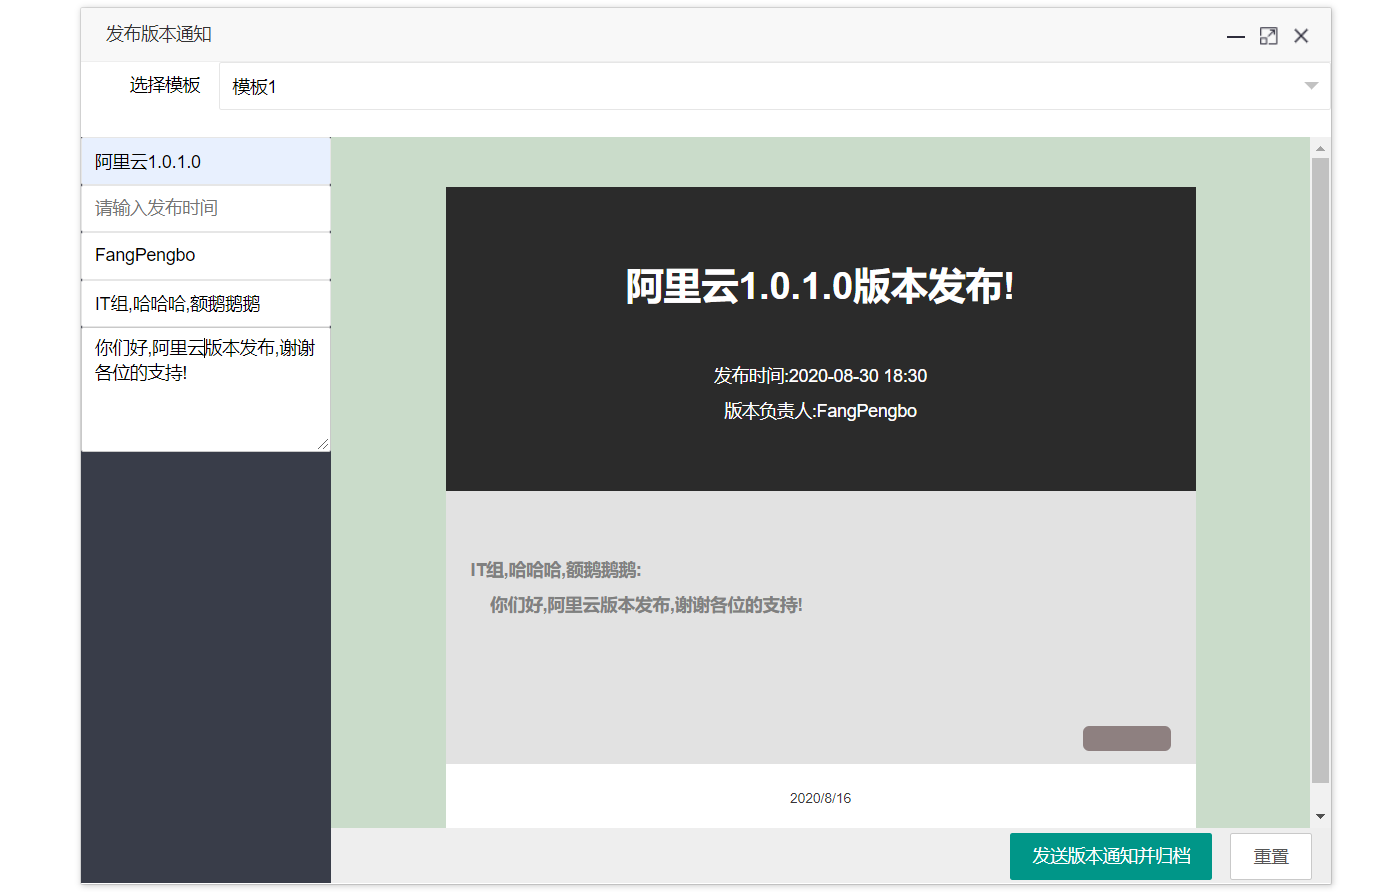 发布版本通知
选择模板
模板1
阿里云1.0.1.0
请输入发布时间
FangPengbo
IT组,哈哈哈,额鹅鹅鹅
你们好,阿里云版本发布,谢谢
各位的支持!
阿里云1.0.1.0版本发布!
发布时间:2020-08-30 18:30
版本负责人:FangPengbo
IT组,哈哈哈,额鹅鹅鹅:
你们好,阿里云版本发布,谢谢各位的支持!
2020/8/16
发送版本通知并归档
重置